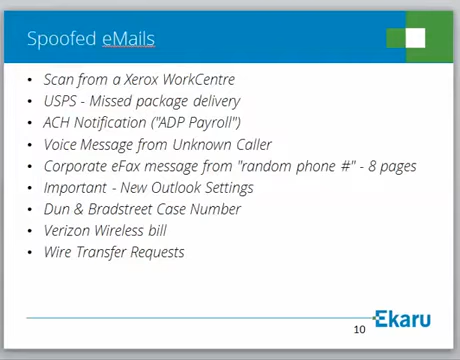 Spoofed eMails
• Scan from a Xerox WorkCentre
• USPS - Missed package delivery
• ACH Notification ("ADP Payroll")
• Voice Message from Unknown Caller
• Corporate eFax message from "random phone #" - 8 pages
• Important - New Outlook Settings
• Dun & Bradstreet Case Number
• Verizon Wireless bill
• Wire Transfer Requests
10
Ekaru